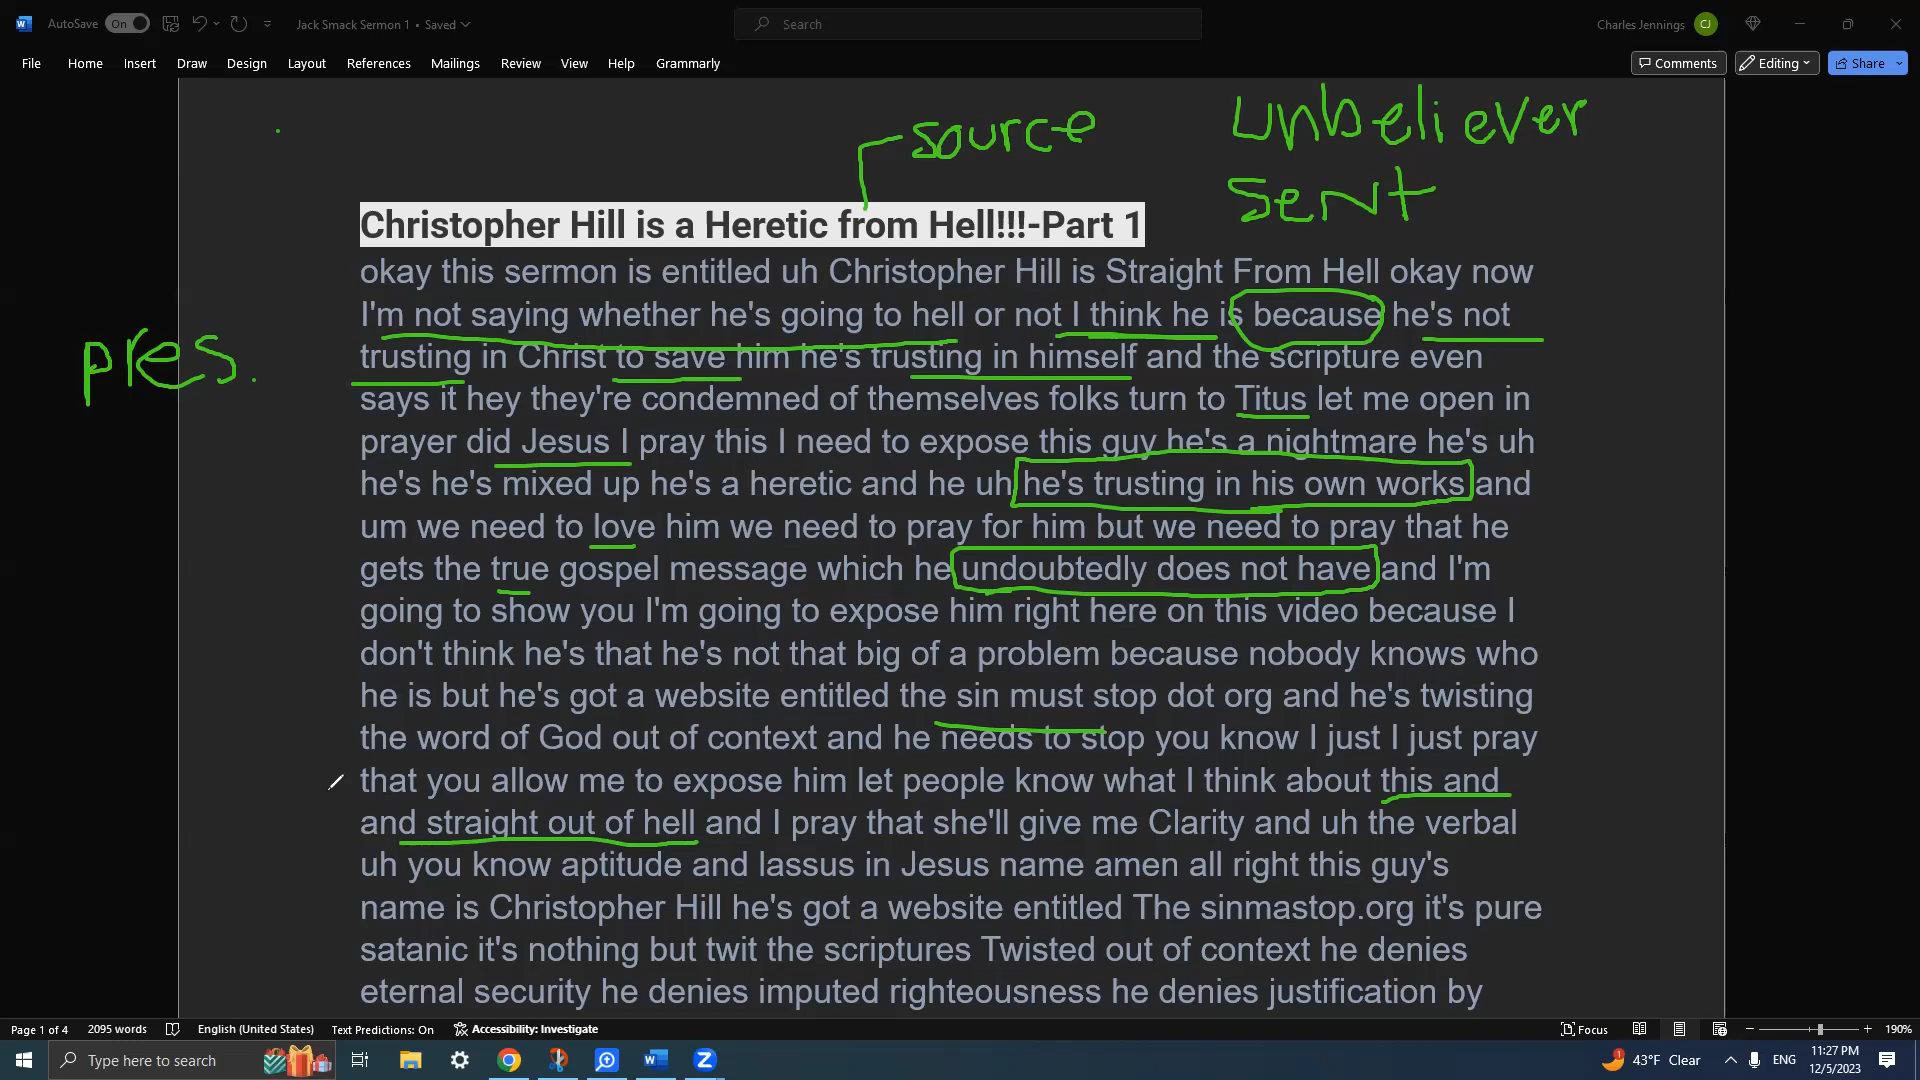 AutoSave On Jack Smack Sermon 1 • Saved Search Charles Jennings CJ
File Home Insert Draw Design Layout References Mailings Review View Help Grammarly Comments Editing Share
source
unbeliever
sent
pres.
Christopher Hill is a Heretic from Hell!!!-Part 1
okay this sermon is entitled uh Christopher Hill is Straight From Hell okay now
I'm not saying whether he's going to hell or not I think he is because he's not
trusting in Christ to save him he's trusting in himself and the scripture even
says it hey they're condemned of themselves folks turn to Titus let me open in
prayer did Jesus I pray this I need to expose this guy he's a nightmare he's uh
he's he's mixed up he's a heretic and he uh he's trusting in his own works and
um we need to love him we need to pray for him but we need to pray that he
gets the true gospel message which he undoubtedly does not have and I'm
going to show you I'm going to expose him right here on this video because I
don't think he's that he's not that big of a problem because nobody knows who
he is but he's got a website entitled the sin must stop dot org and he's twisting
the word of God out of context and he needs to stop you know I just I just pray
that you allow me to expose him let people know what I think about this and
and straight out of hell and I pray that she'll give me Clarity and uh the verbal
uh you know aptitude and lassus in Jesus name amen all right this guy's
name is Christopher Hill he's got a website entitled The sinmastop.org it's pure
satanic it's nothing but twit the scriptures Twisted out of context he denies
eternal security he denies imputed righteousness he denies justification by
Page 1 of 4 2095 words English (United States) Text Predictions: On Accessibility: Investigate Focus 190%
Type here to search 1 43°F Clear ENG 11:27 PM
12/5/2023